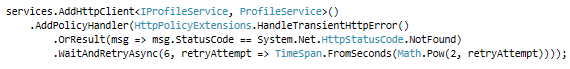 services.AddHttpClient<IProfileService, ProfileService>()
.AddPolicyHandler(HttpPolicyExtensions.HandleTransientHttpError()
.OrResult(msg => msg.StatusCode == System.Net.HttpStatusCode.NotFound)
.WaitAndRetryAsync(6, retryAttempt => TimeSpan.FromSeconds(Math.Pow(2, retryAttempt))));